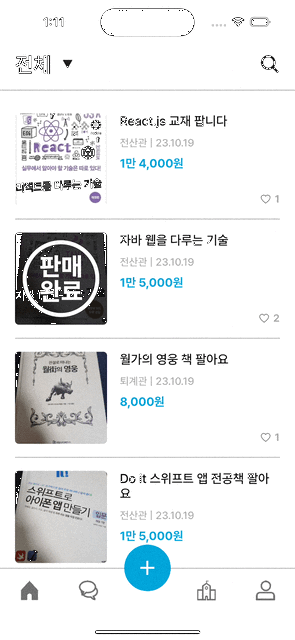 1:11
전체
React.js 교재 팝니다
전산관 | 23.10.19
1만 4,000원
1
React
실무에서 알아야 할 기술은 따로 있다!
리액트를 다루는 기술
자바 웹을 다루는 기술
전산관 | 23.10.19
1만 5,000원
2
판매
완료
월가의 영웅 책 팔아요
퇴계관 | 23.10.19
8,000원
1
월가의 영웅
Do it 스위프트 앱 전공책 팔아
요
전산관 | 23.10.19
1만 5,000원
it!
스위프트로
아이폰 앱 만들기
입문